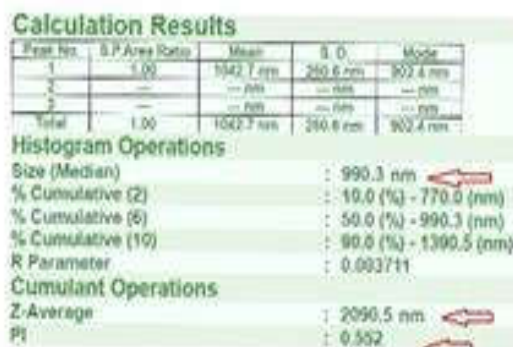 Calculation Results
Peak No. S.P.Area Ratio Mean S. D. Mode
1 1.00 1042.7 nm 260.6 nm 902.4 nm
2 --- --- nm --- nm --- nm
3 --- --- nm --- nm --- nm
Total 1.00 1042.7 nm 260.6 nm 902.4 nm
Histogram Operations
Size (Median) : 990.3 nm
% Cumulative (2) : 10.0 (%) - 770.0 (nm)
% Cumulative (6) : 50.0 (%) - 990.3 (nm)
% Cumulative (10) : 90.0 (%) - 1390.5 (nm)
R Parameter : 0.003711
Cumulant Operations
Z-Average : 2090.5 nm
PI : 0.552